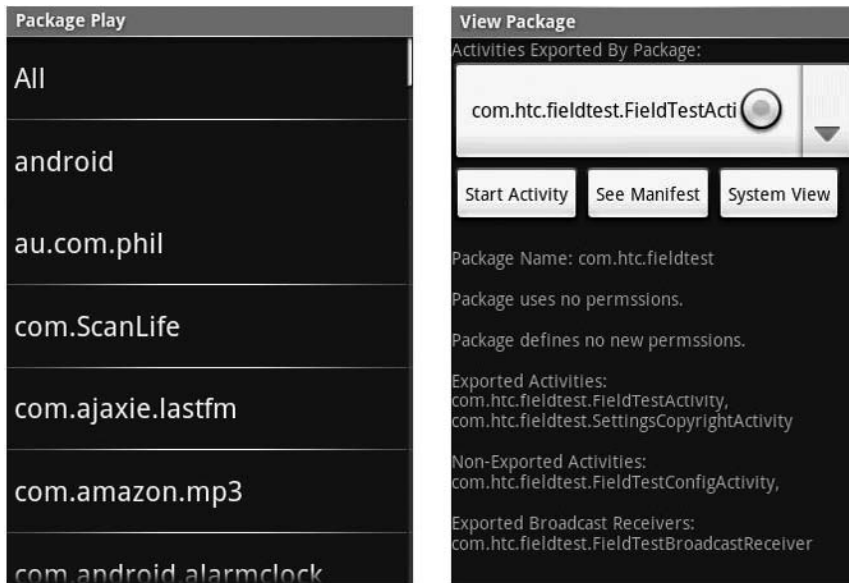 Package Play
All
android
au.com.phil
com.ScanLife
com.ajaxie.lastfm
com.amazon.mp3
com.android.alarmclock
View Package
Activities Exported By Package:
com.htc.fieldtest.FieldTestActi
Start Activity See Manifest System View
Package Name: com.htc.fieldtest
Package uses no permssions.
Package defines no new permssions.
Exported Activities:
com.htc.fieldtest.FieldTestActivity,
com.htc.fieldtest.SettingsCopyrightActivity
Non-Exported Activities:
com.htc.fieldtest.FieldTestConfigActivity,
Exported Broadcast Receivers:
com.htc.fieldtest.FieldTestBroadcastReceiver